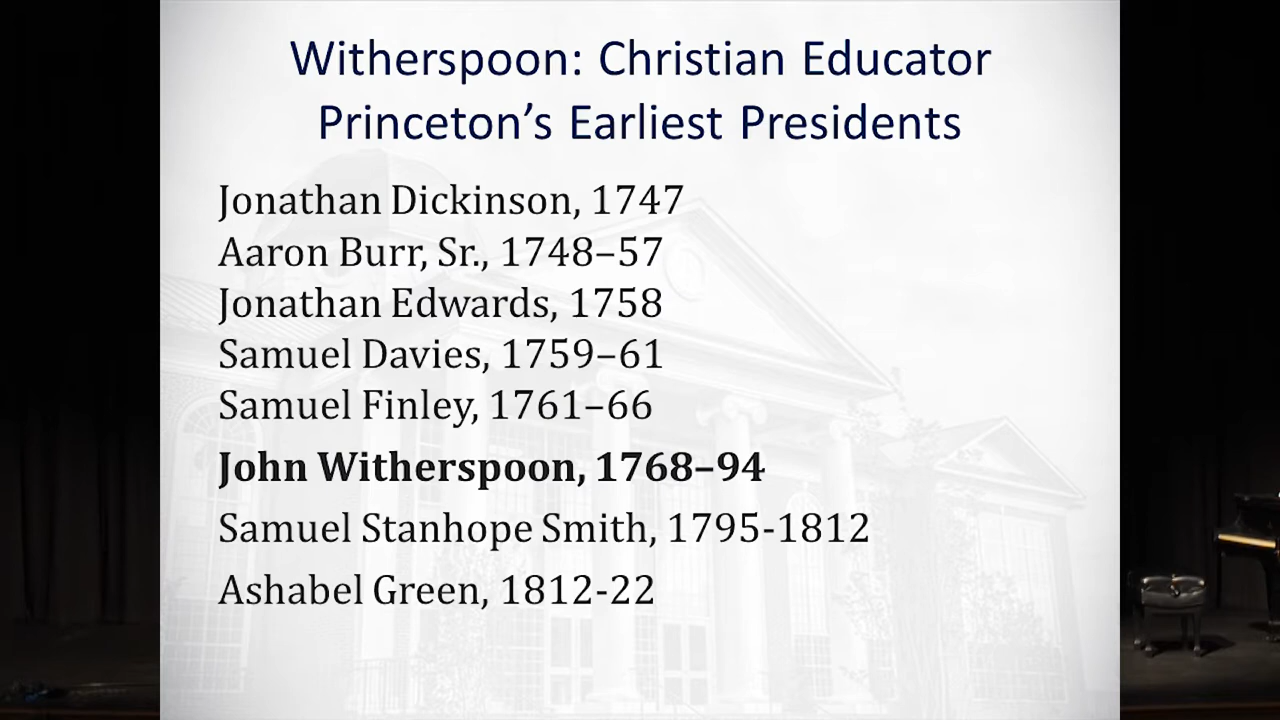 Witherspoon: Christian Educator
Princeton’s Earliest Presidents
Jonathan Dickinson, 1747
Aaron Burr, Sr., 1748–57
Jonathan Edwards, 1758
Samuel Davies, 1759–61
Samuel Finley, 1761–66
John Witherspoon, 1768–94
Samuel Stanhope Smith, 1795-1812
Ashabel Green, 1812-22